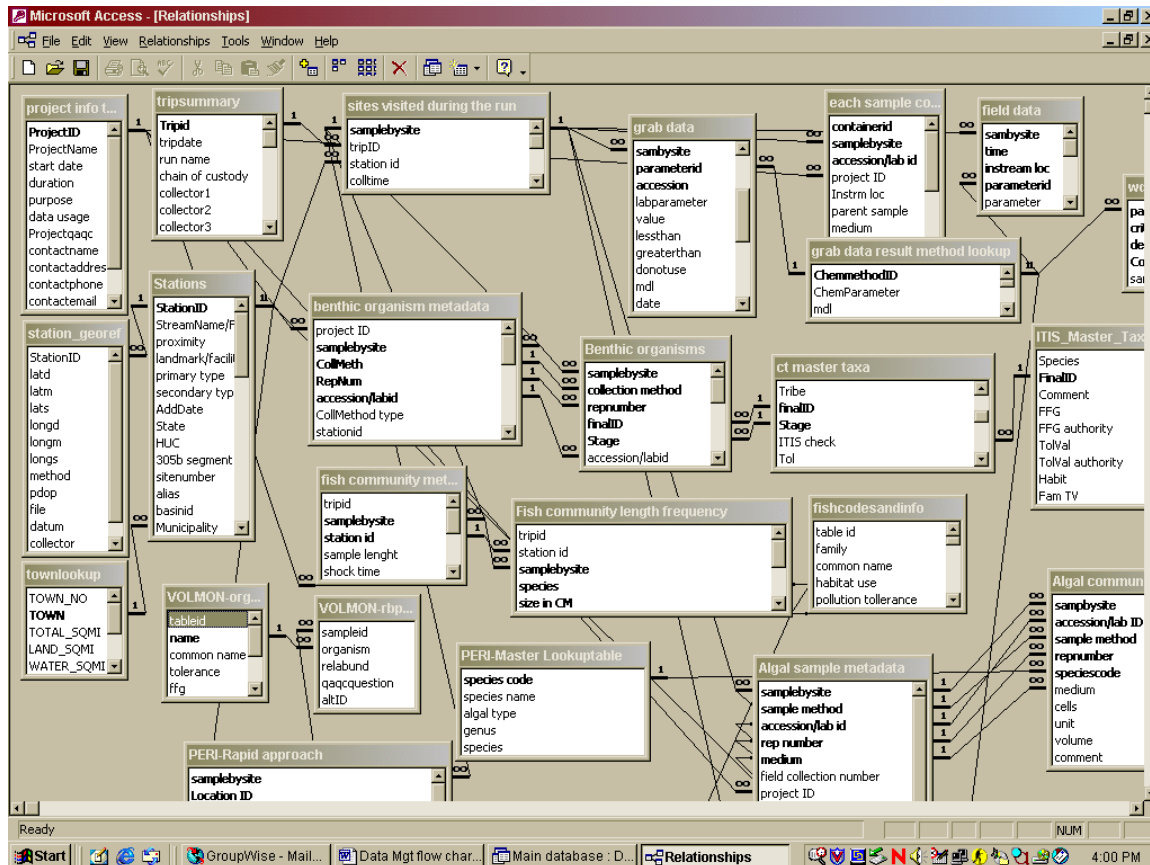 Microsoft Access - [Relationships]
File Edit View Relationships Tools Window Help
project info t...
ProjectID
ProjectName
start date
duration
purpose
data usage
Projectqaqc
contactname
contactaddres
contactphone
contactemail
tripsummary
Tripid
tripdate
run name
chain of custody
collector1
collector2
collector3
sites visited during the run
samplebysite
tripID
station id
colltime
grab data
sambysite
parameterid
accession
labparameter
value
lessthan
greaterthan
donotuse
mdl
date
each sample co...
containerid
samplebysite
accession/lab id
project ID
Instrm loc
parent sample
medium
field data
sambysite
time
instream loc
parameterid
parameter
wo
pa
crit
de
Co
sar
grab data result method lookup
ChemmethodID
ChemParameter
mdl
station_georef
StationID
latd
latm
lats
longd
longm
longs
method
pdop
file
datum
collector
Stations
StationID
StreamName/F
proximity
landmark/facilit
primary type
secondary typ
AddDate
State
HUC
305b segment
sitenumber
alias
basinid
Municipality
benthic organism metadata
project ID
samplebysite
CollMeth
RepNum
accession/labid
CollMethod type
stationid
Benthic organisms
samplebysite
collection method
repnumber
finalID
Stage
accession/labid
ct master taxa
Tribe
finalID
Stage
ITIS check
Tol
ITIS_Master_Tax
Species
FinalID
Comment
FFG
FFG authority
TolVal
TolVal authority
Habit
Fam TV
fish community met...
tripid
samplebysite
station id
sample lenght
shock time
Fish community length frequency
tripid
station id
samplebysite
species
size in CM
fishcodesandinfo
table id
family
common name
habitat use
pollution tollerance
townlookup
TOWN_NO
TOWN
TOTAL_SQMI
LAND_SQMI
WATER_SQMI
VOLMON-org...
tableid
name
common name
tolerance
ffg
VOLMON-rbp...
sampleid
organism
relabund
qaqcquestion
altID
PERI-Master Lookuptable
species code
species name
algal type
genus
species
Algal sample metadata
samplebysite
sample method
accession/lab id
rep number
medium
field collection number
project ID
Algal commun
sampbysite
accession/lab ID
sample method
repnumber
speciescode
medium
cells
unit
volume
comment
PERI-Rapid approach
samplebysite
Location ID
Ready
NUM
Start
GroupWise - Mail...
Data Mgt flow char...
Main database : D...
Relationships
4:00 PM